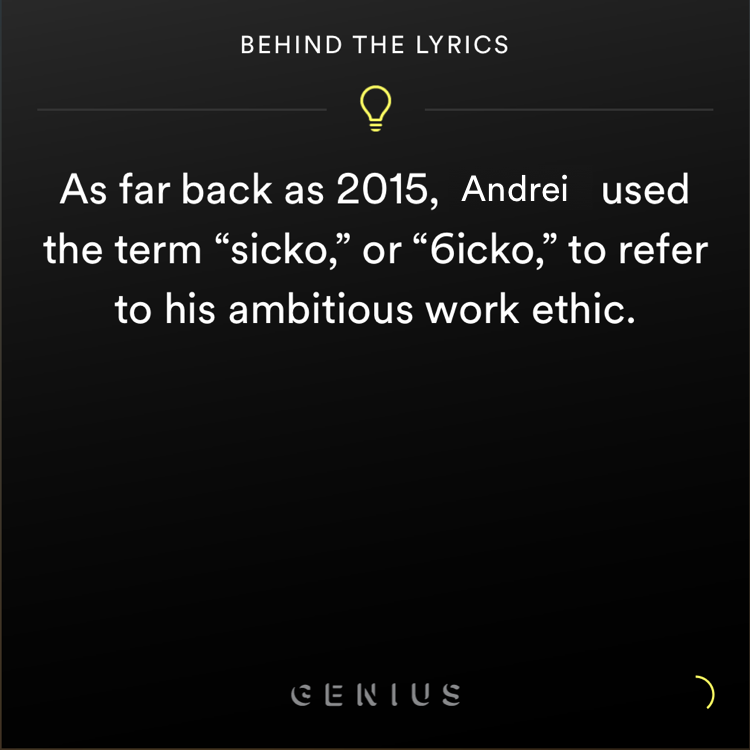 BEHIND THE LYRICS
As far back as 2015, Andrei used
the term “sicko,” or “6icko,” to refer
to his ambitious work ethic.
GENIUS